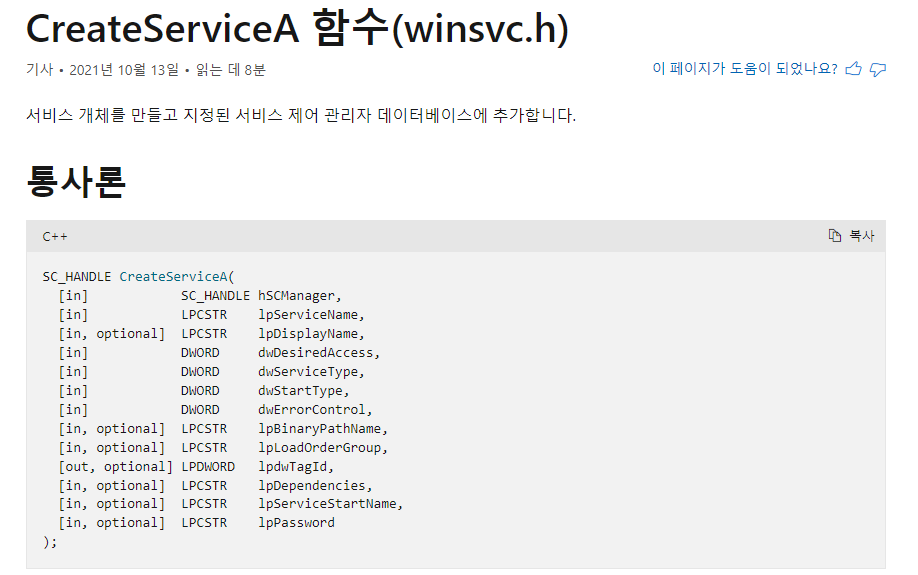 CreateServiceA 함수(winsvc.h)
기사 • 2021년 10월 13일 • 읽는 데 8분
이 페이지가 도움이 되었나요?
서비스 개체를 만들고 지정된 서비스 제어 관리자 데이터베이스에 추가합니다.
통사론
C++
복사
SC_HANDLE CreateServiceA(
[in] SC_HANDLE hSCManager,
[in] LPCSTR lpServiceName,
[in, optional] LPCSTR lpDisplayName,
[in] DWORD dwDesiredAccess,
[in] DWORD dwServiceType,
[in] DWORD dwStartType,
[in] DWORD dwErrorControl,
[in, optional] LPCSTR lpBinaryPathName,
[in, optional] LPCSTR lpLoadOrderGroup,
[out, optional] LPDWORD lpdwTagId,
[in, optional] LPCSTR lpDependencies,
[in, optional] LPCSTR lpServiceStartName,
[in, optional] LPCSTR lpPassword
);